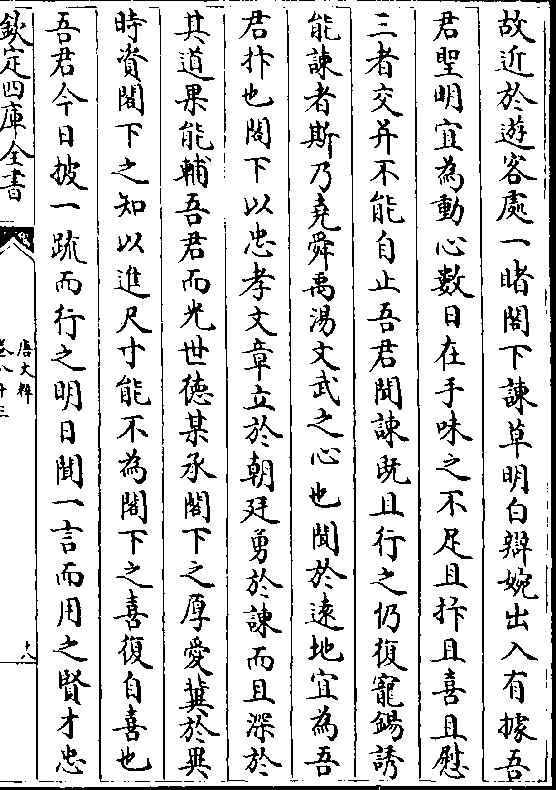 故近於遊客處一睹閣下諫草明白辯婉出入有據吾
君聖明宜為動心數日在手味之不足且抃且喜且慰
三者交并不能自止吾君聞諫既且行之仍復寵錫誘
能諫者斯乃堯舜禹湯文武之心也聞於逺地宜為吾
君抃也閣下以忠孝文章立於朝廷勇於諫而且深於
其道果能輔吾君而光世德某承閣下之厚愛冀於異
時資閣下之知以進尺寸能不為閣下之喜復自喜也
吾君今日披一疏而行之明日聞一言而用之賢才忠
欽定四庫全書
唐文粹
卷八十三
十八